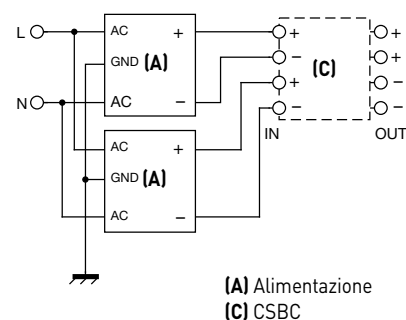 L AC + + +
GND (A) - (C) +
N AC - + -
- -
AC + IN OUT
GND (A)
AC -
(A) Alimentazione
(C) CSBC